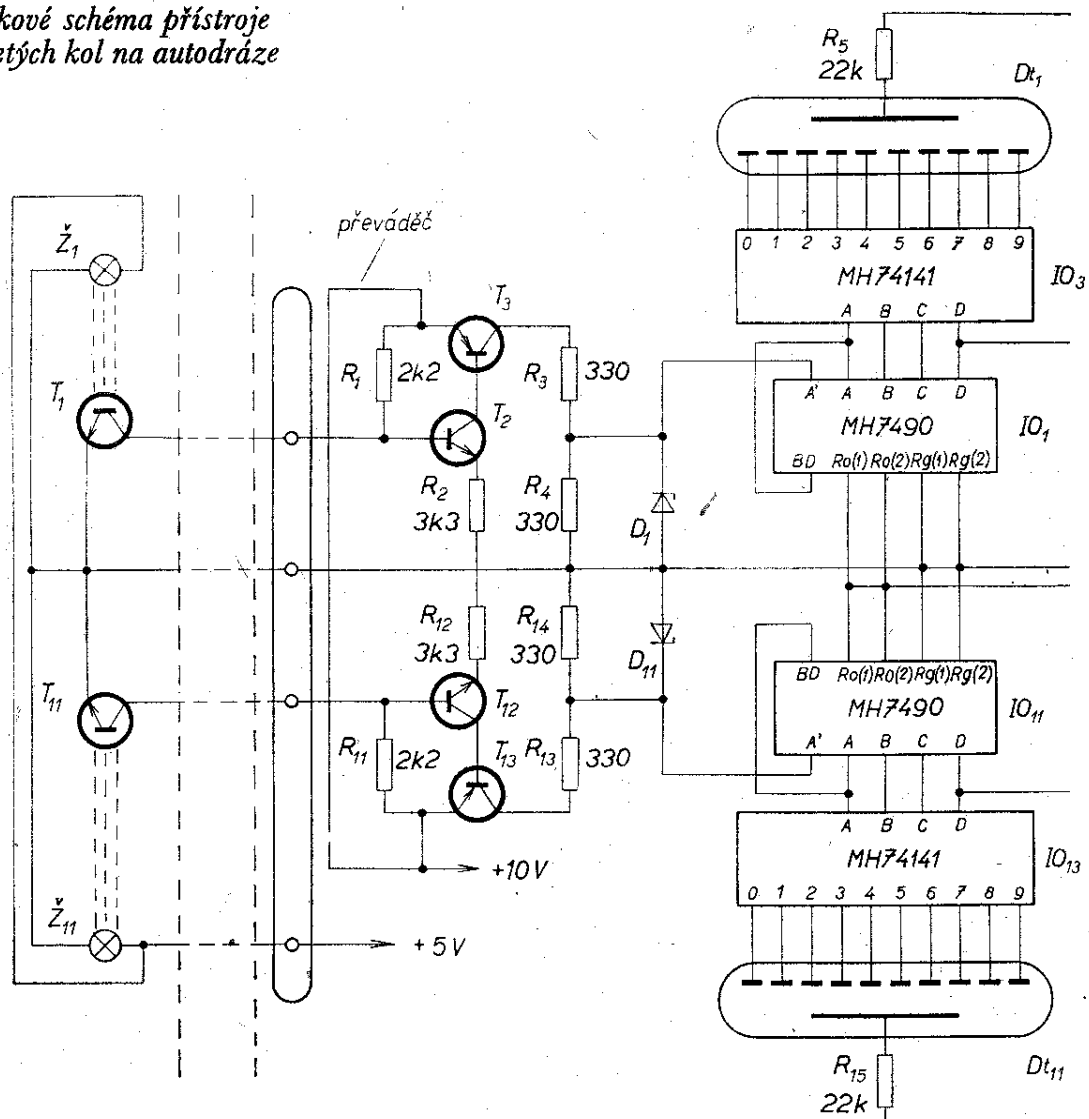 kové schéma přístroje
etých kol na autodráze
R5
22k
Dt1
0 1 2 3 4 5 6 7 8 9
MH74141
A B C D
IO3
převáděč
Ž1
T1
T3
R1
2k2
R3
330
T2
R2
3k3
R4
330
D1
A' A B C D
MH7490
BD Ro(1) Ro(2) Rg(1) Rg(2)
IO1
R12
3k3
R14
330
D11
BD Ro(1) Ro(2) Rg(1) Rg(2)
MH7490
A' A B C D
IO11
T11
T12
R11
2k2
T13
R13
330
+10V
Ž11
+5V
A B C D
MH74141
0 1 2 3 4 5 6 7 8 9
IO13
R15
22k
Dt11